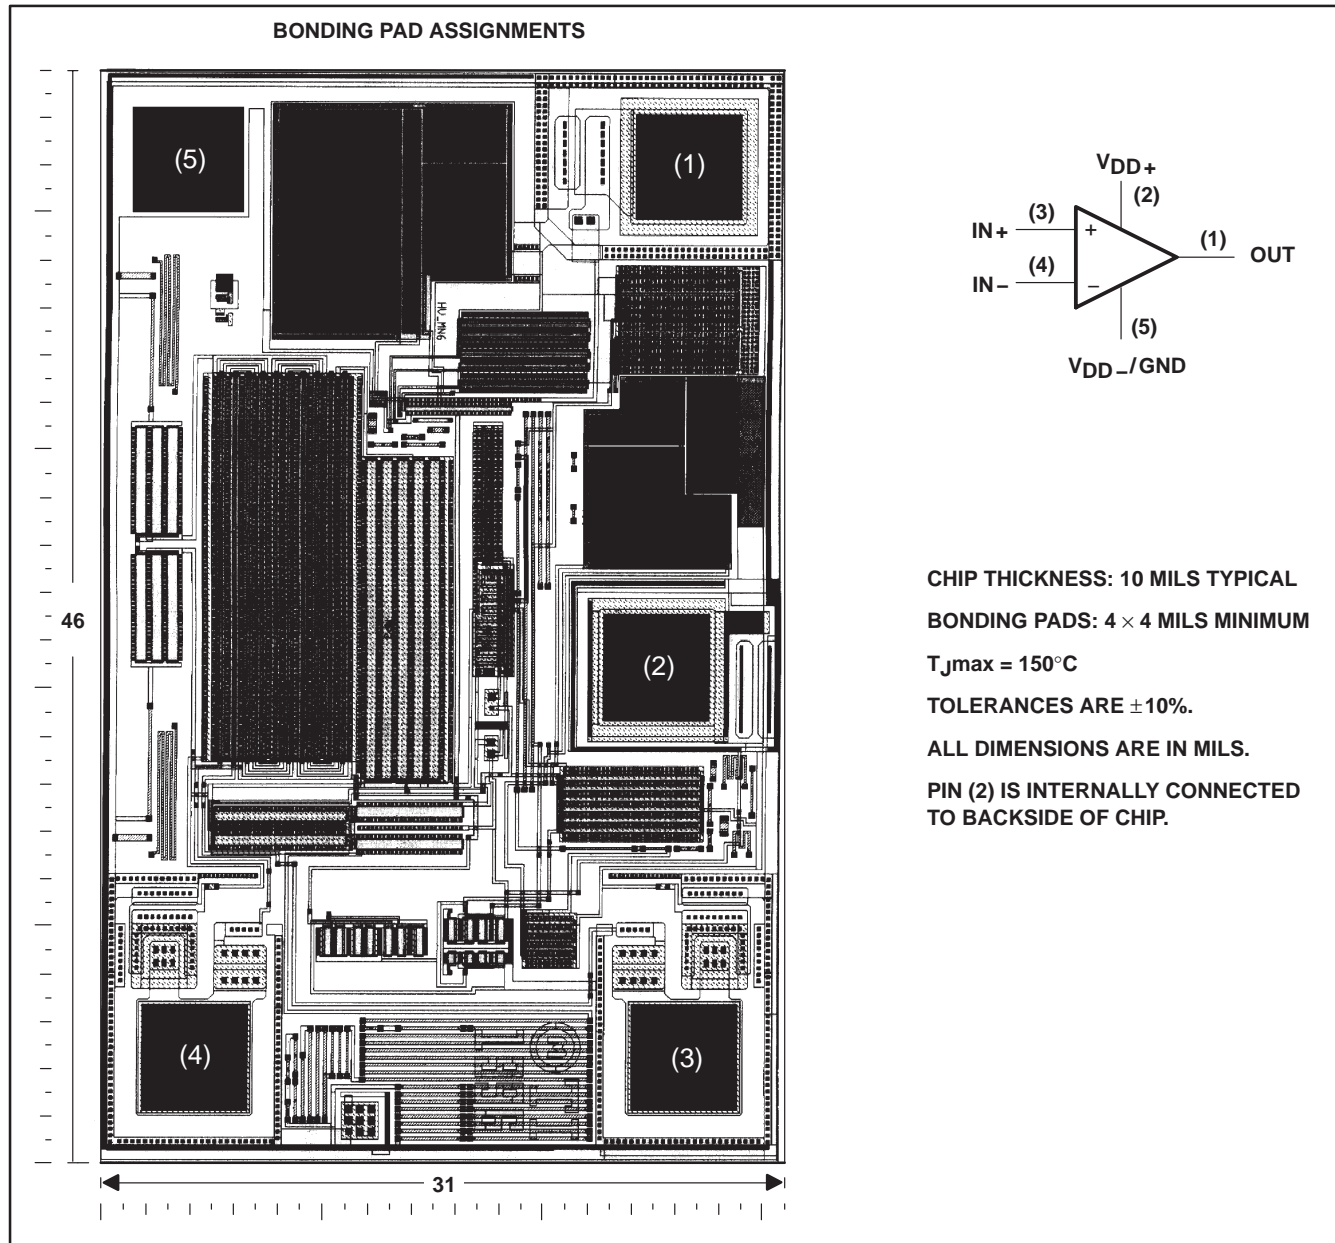 BONDING PAD ASSIGNMENTS
(5)
(1)
HV_MN6
46
(2)
(4)
(3)
31
VDD+
(2)
(3)
IN+
+
(1)
OUT
(4)
IN−
−
(5)
VDD−/GND
CHIP THICKNESS: 10 MILS TYPICAL
BONDING PADS: 4 × 4 MILS MINIMUM
TJmax = 150°C
TOLERANCES ARE ±10%.
ALL DIMENSIONS ARE IN MILS.
PIN (2) IS INTERNALLY CONNECTED
TO BACKSIDE OF CHIP.